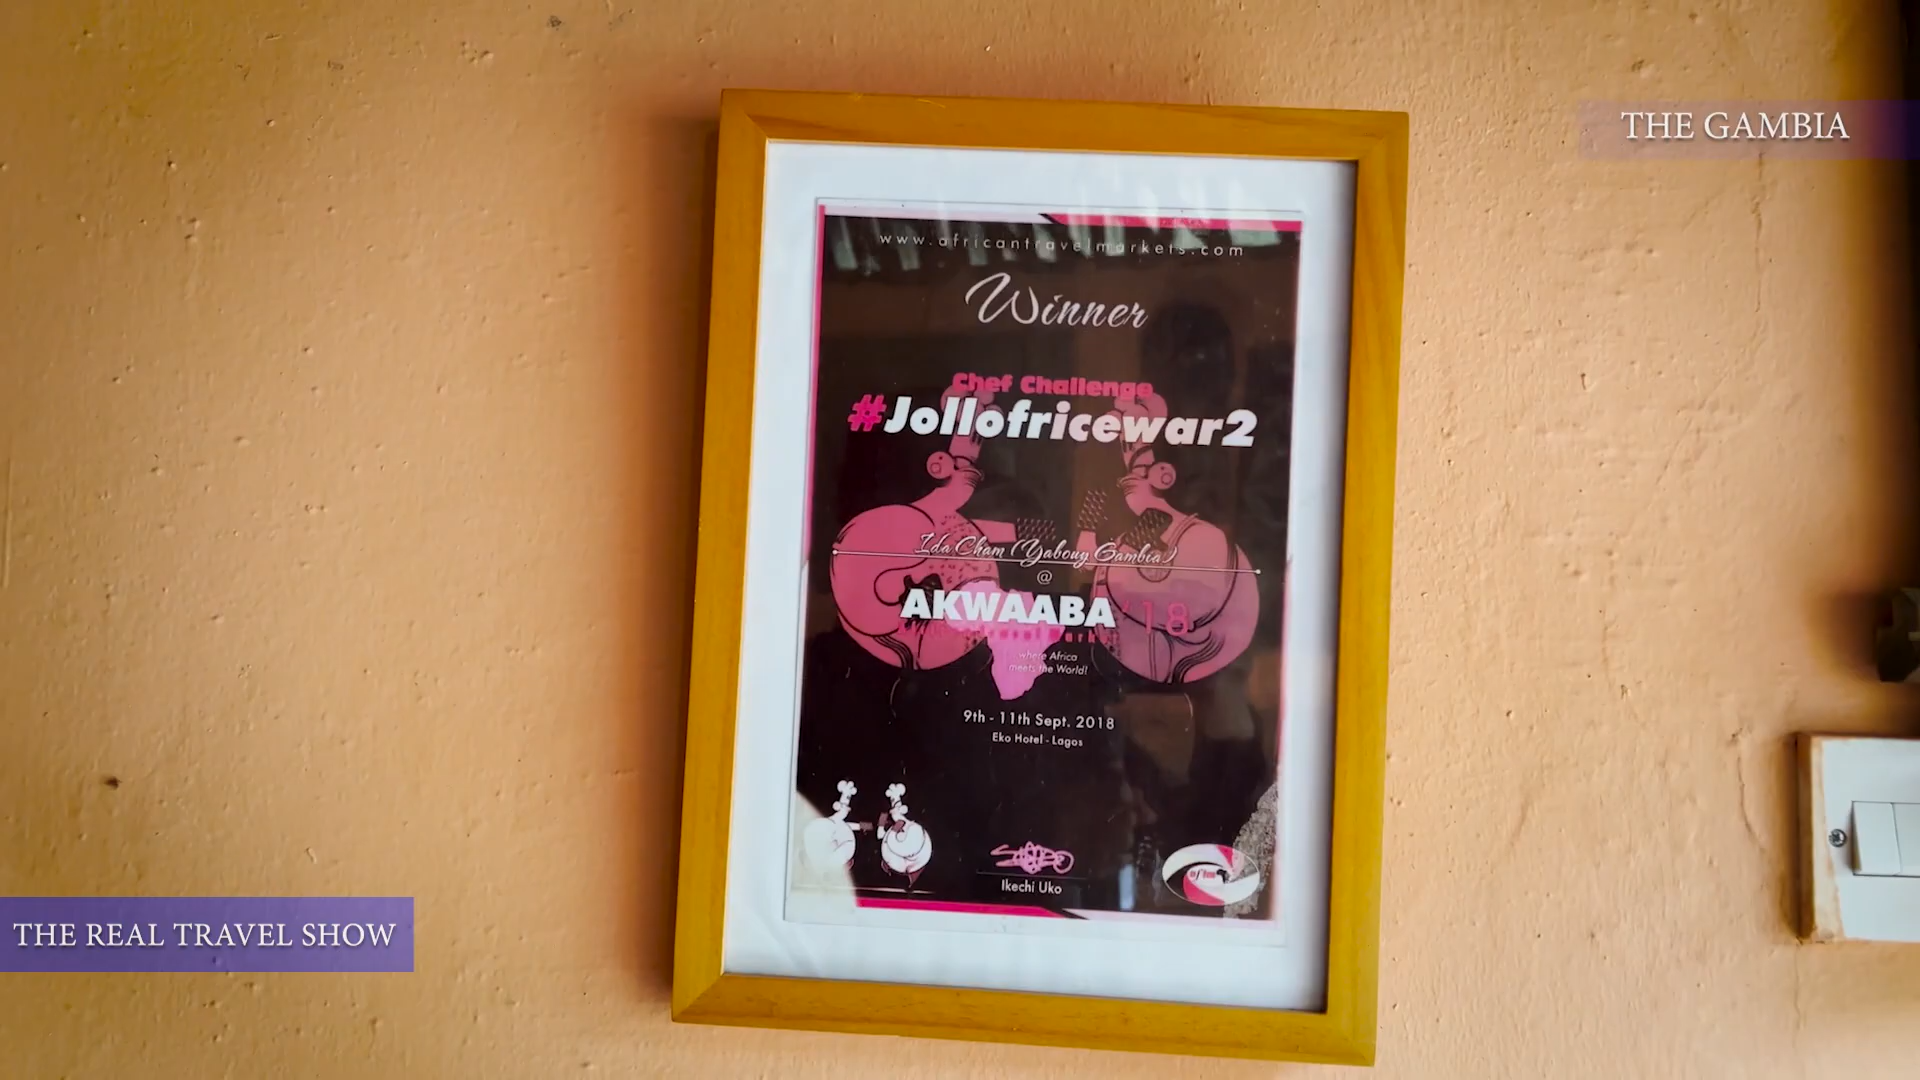 THE GAMBIA
www.africantravelmarkets.com
Winner
Chef Challenge
#Jollofricewar2
Ida Cham (Yabouy Gambia)
@
AKWAABA '18
where Africa
meets the World!
9th - 11th Sept. 2018
Eko Hotel - Lagos
Ikechi Uko
THE REAL TRAVEL SHOW